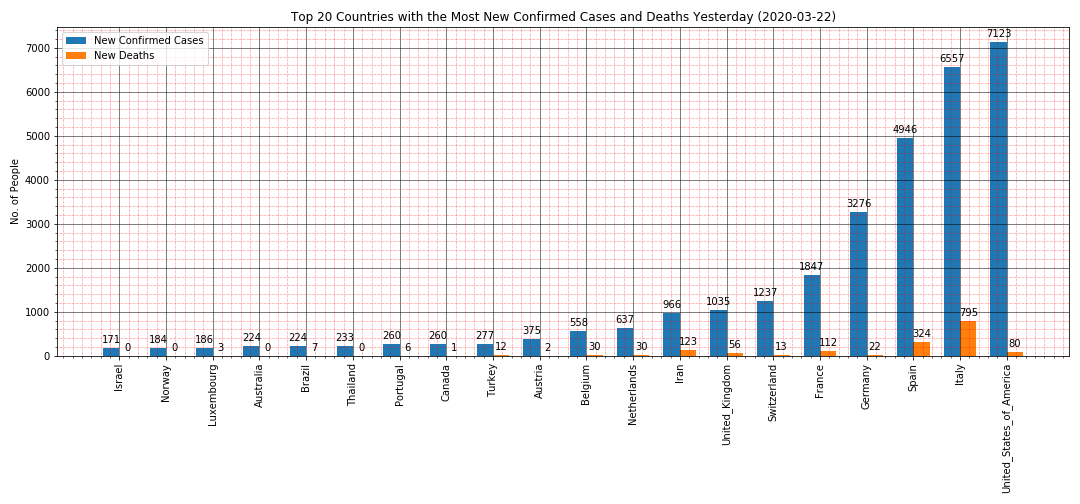 Top 20 Countries with the Most New Confirmed Cases and Deaths Yesterday (2020-03-22)
New Confirmed Cases
New Deaths
No. of People
7000
6000
5000
4000
3000
2000
1000
0
171 0
184 0
186 3
224 0
224 7
233 0
260 6
260 1
277 12
375 2
558 30
637 30
966 123
1035 56
1237 13
1847 112
3276 22
4946 324
6557 795
7123 80
Israel
Norway
Luxembourg
Australia
Brazil
Thailand
Portugal
Canada
Turkey
Austria
Belgium
Netherlands
Iran
United_Kingdom
Switzerland
France
Germany
Spain
Italy
United_States_of_America